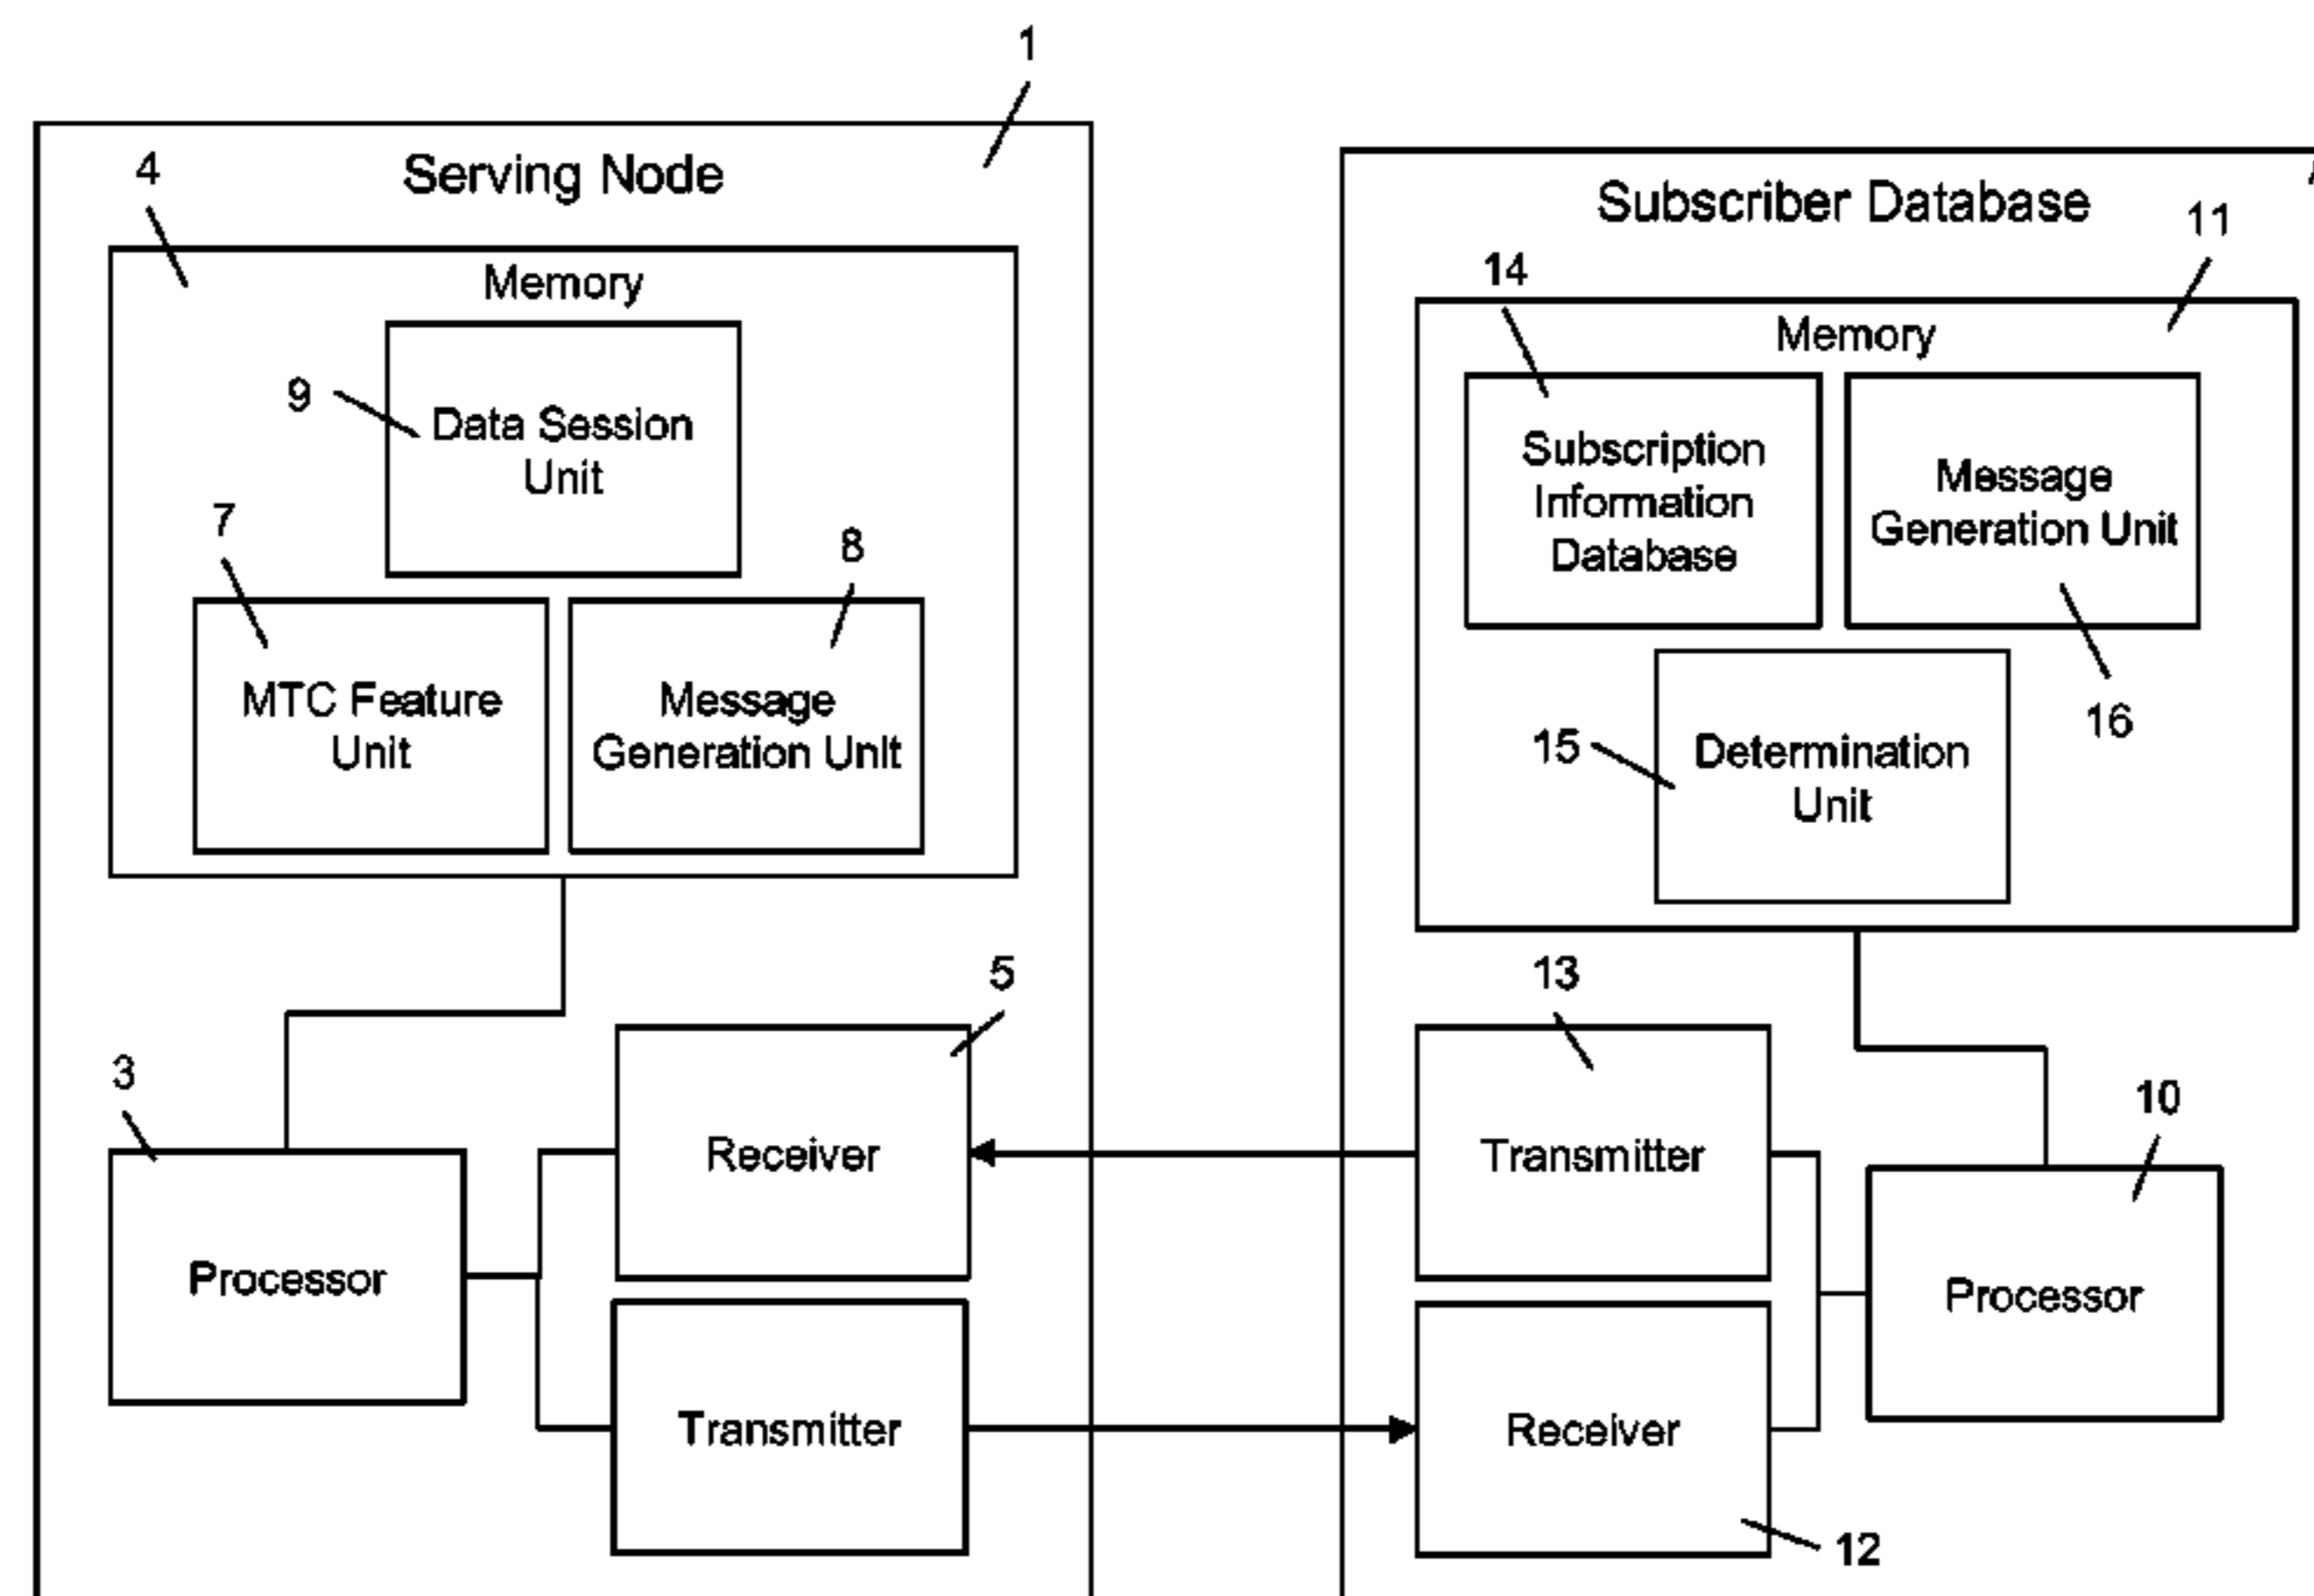 1
Serving Node
4
Memory
9
Data Session
Unit
7
8
MTC Feature
Unit
Message
Generation Unit
5
3
Receiver
Processor
Transmitter
Subscriber Database
11
14
Memory
Subscription
Information
Database
Message
Generation Unit
16
15
Determination
Unit
13
10
Transmitter
Processor
Receiver
12